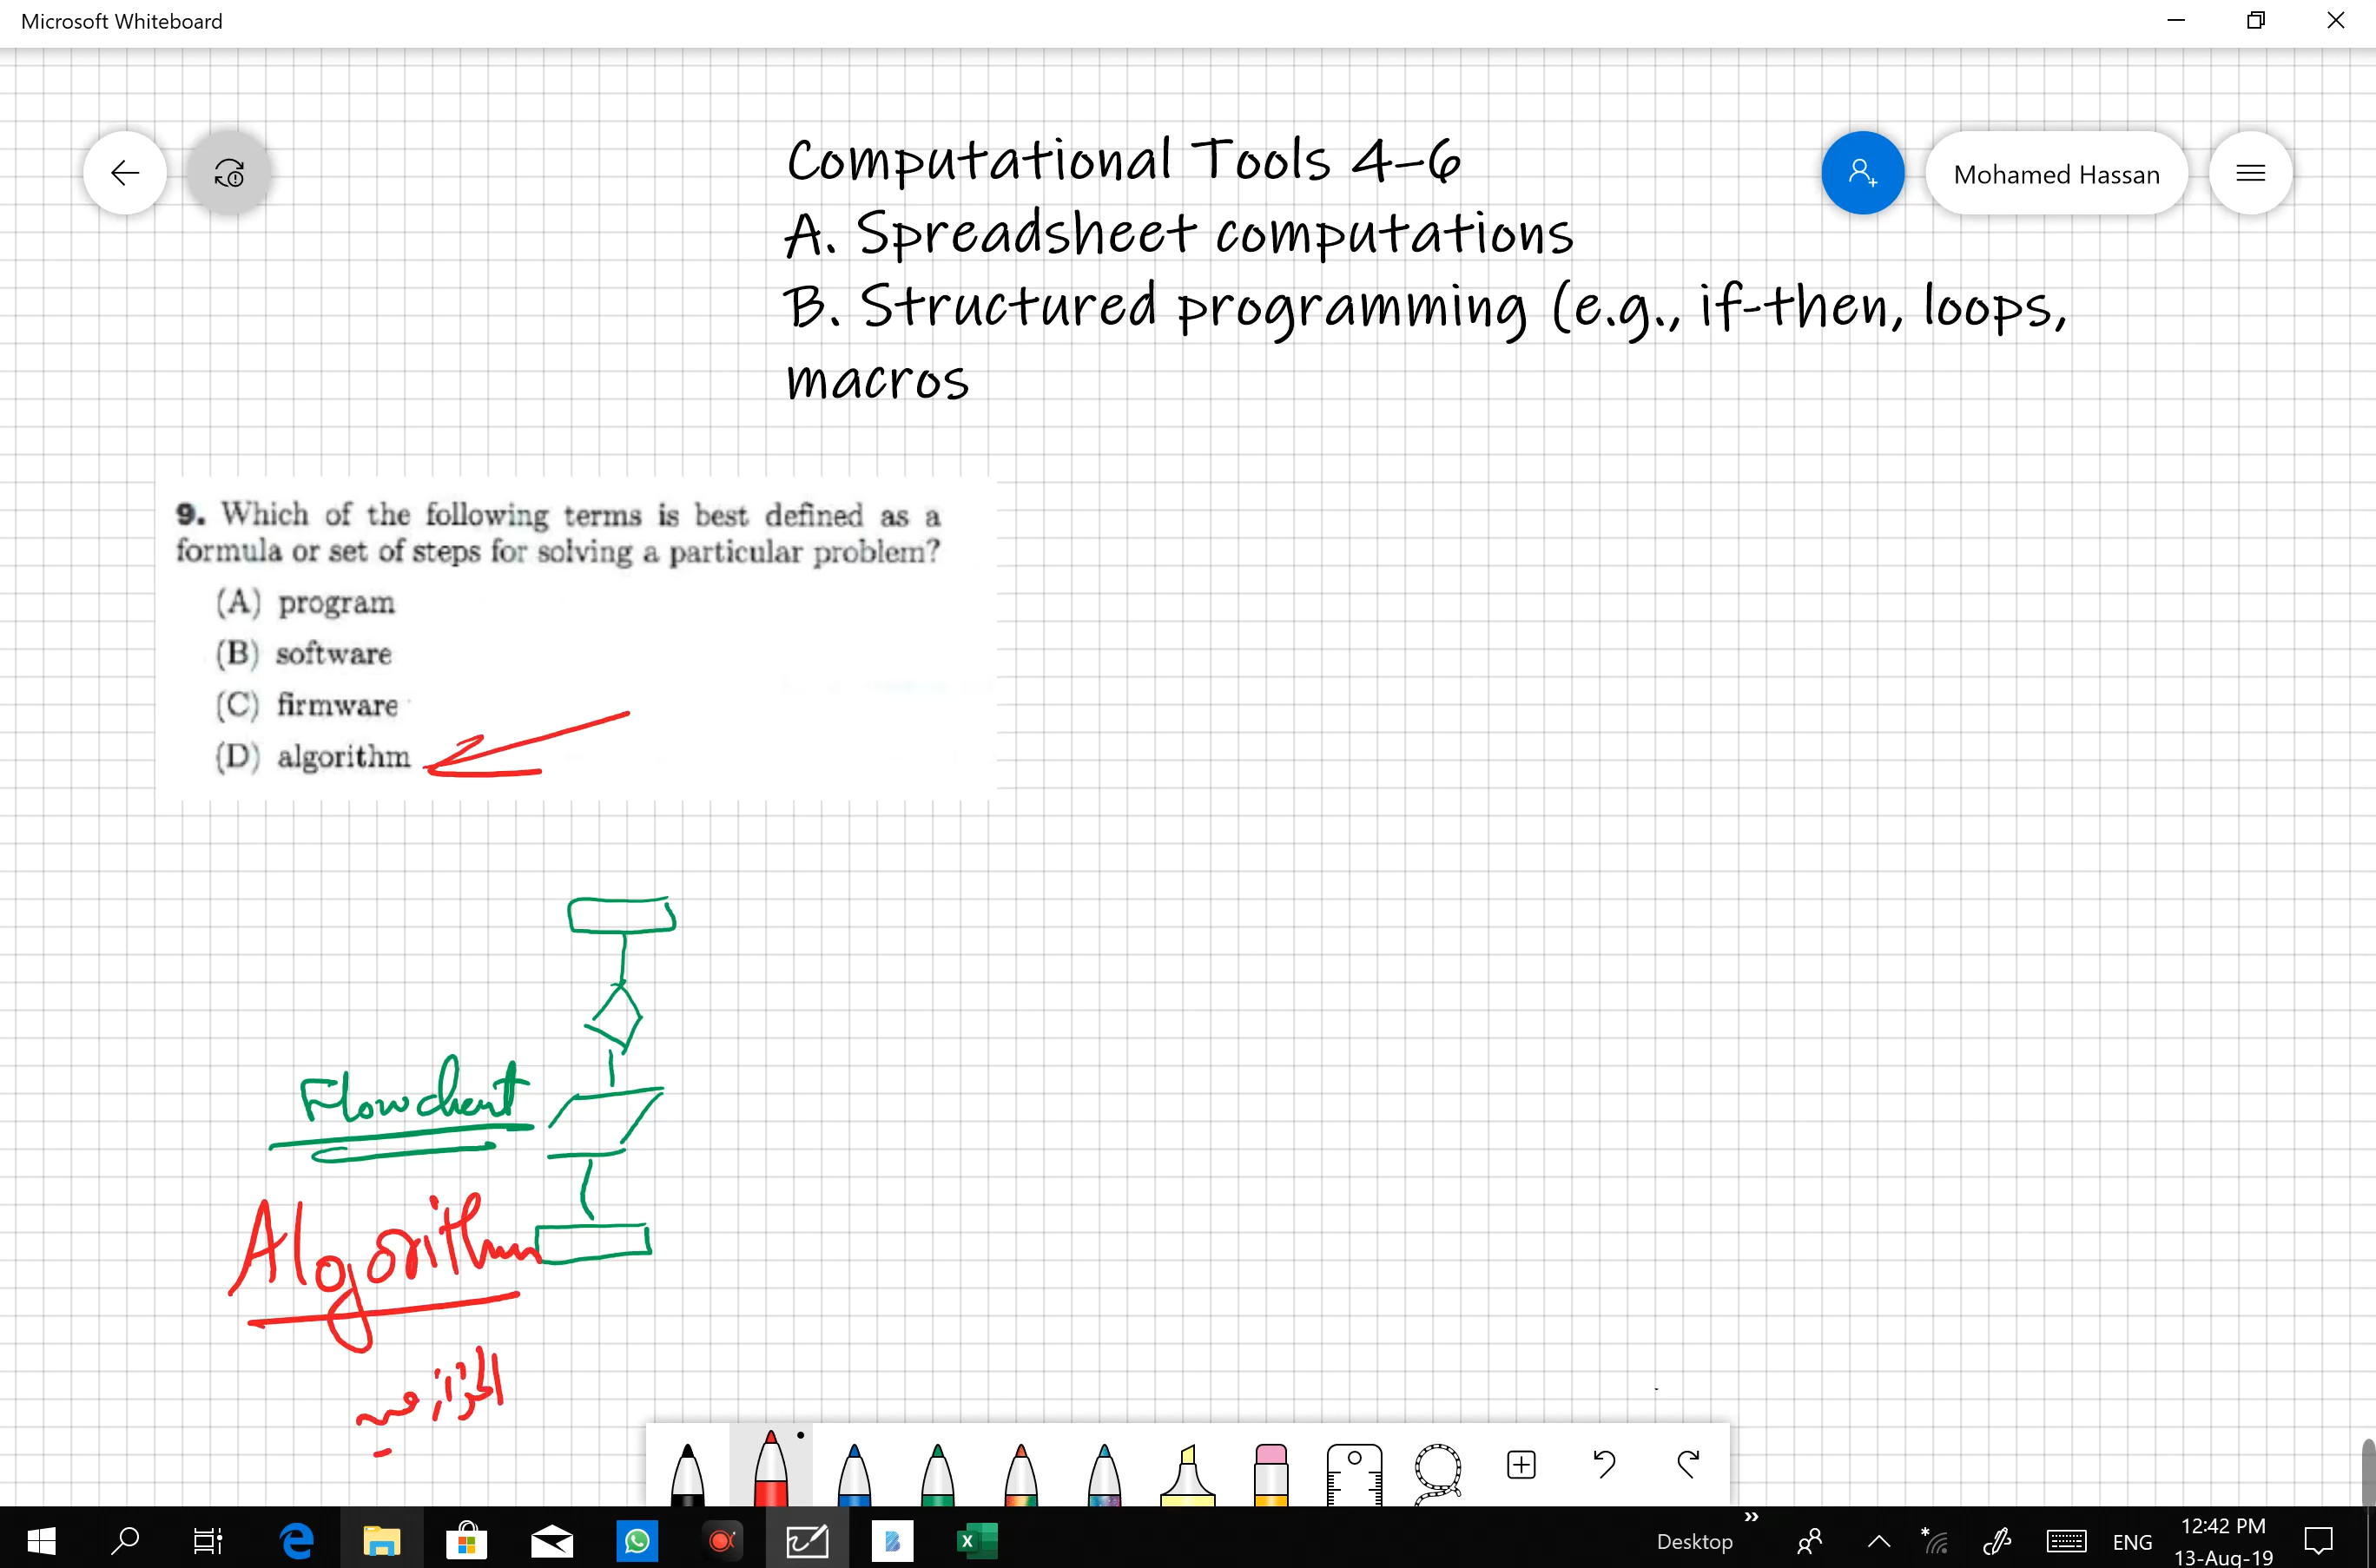 Microsoft Whiteboard
Computational Tools 4-6
A. Spreadsheet computations
B. Structured programming (e.g., if-then, loops,
macros
Mohamed Hassan
9. Which of the following terms is best defined as a
formula or set of steps for solving a particular problem?
(A) program
(B) software
(C) firmware
(D) algorithm
Flowchart
Algorithm
Desktop
ENG
12:42 PM
13-Aug-19